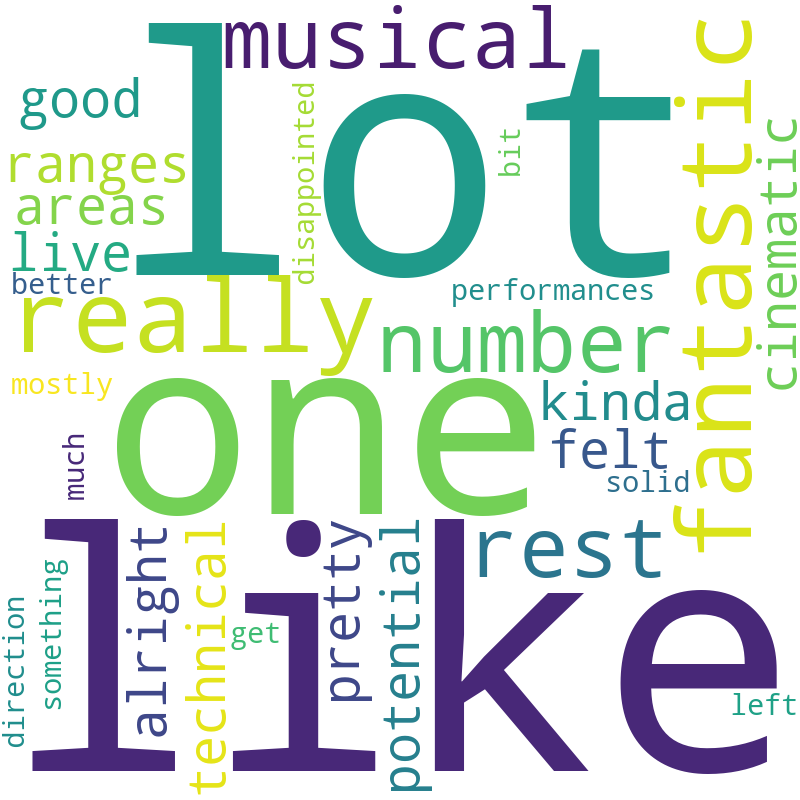 musical
lot
good
disappointed
bit
fantastic
cinematic
ranges
areas
live
better
really
performances
number
one
mostly
kinda
felt
much
solid
like
rest
alright
technical
pretty
potential
something
direction
get
left